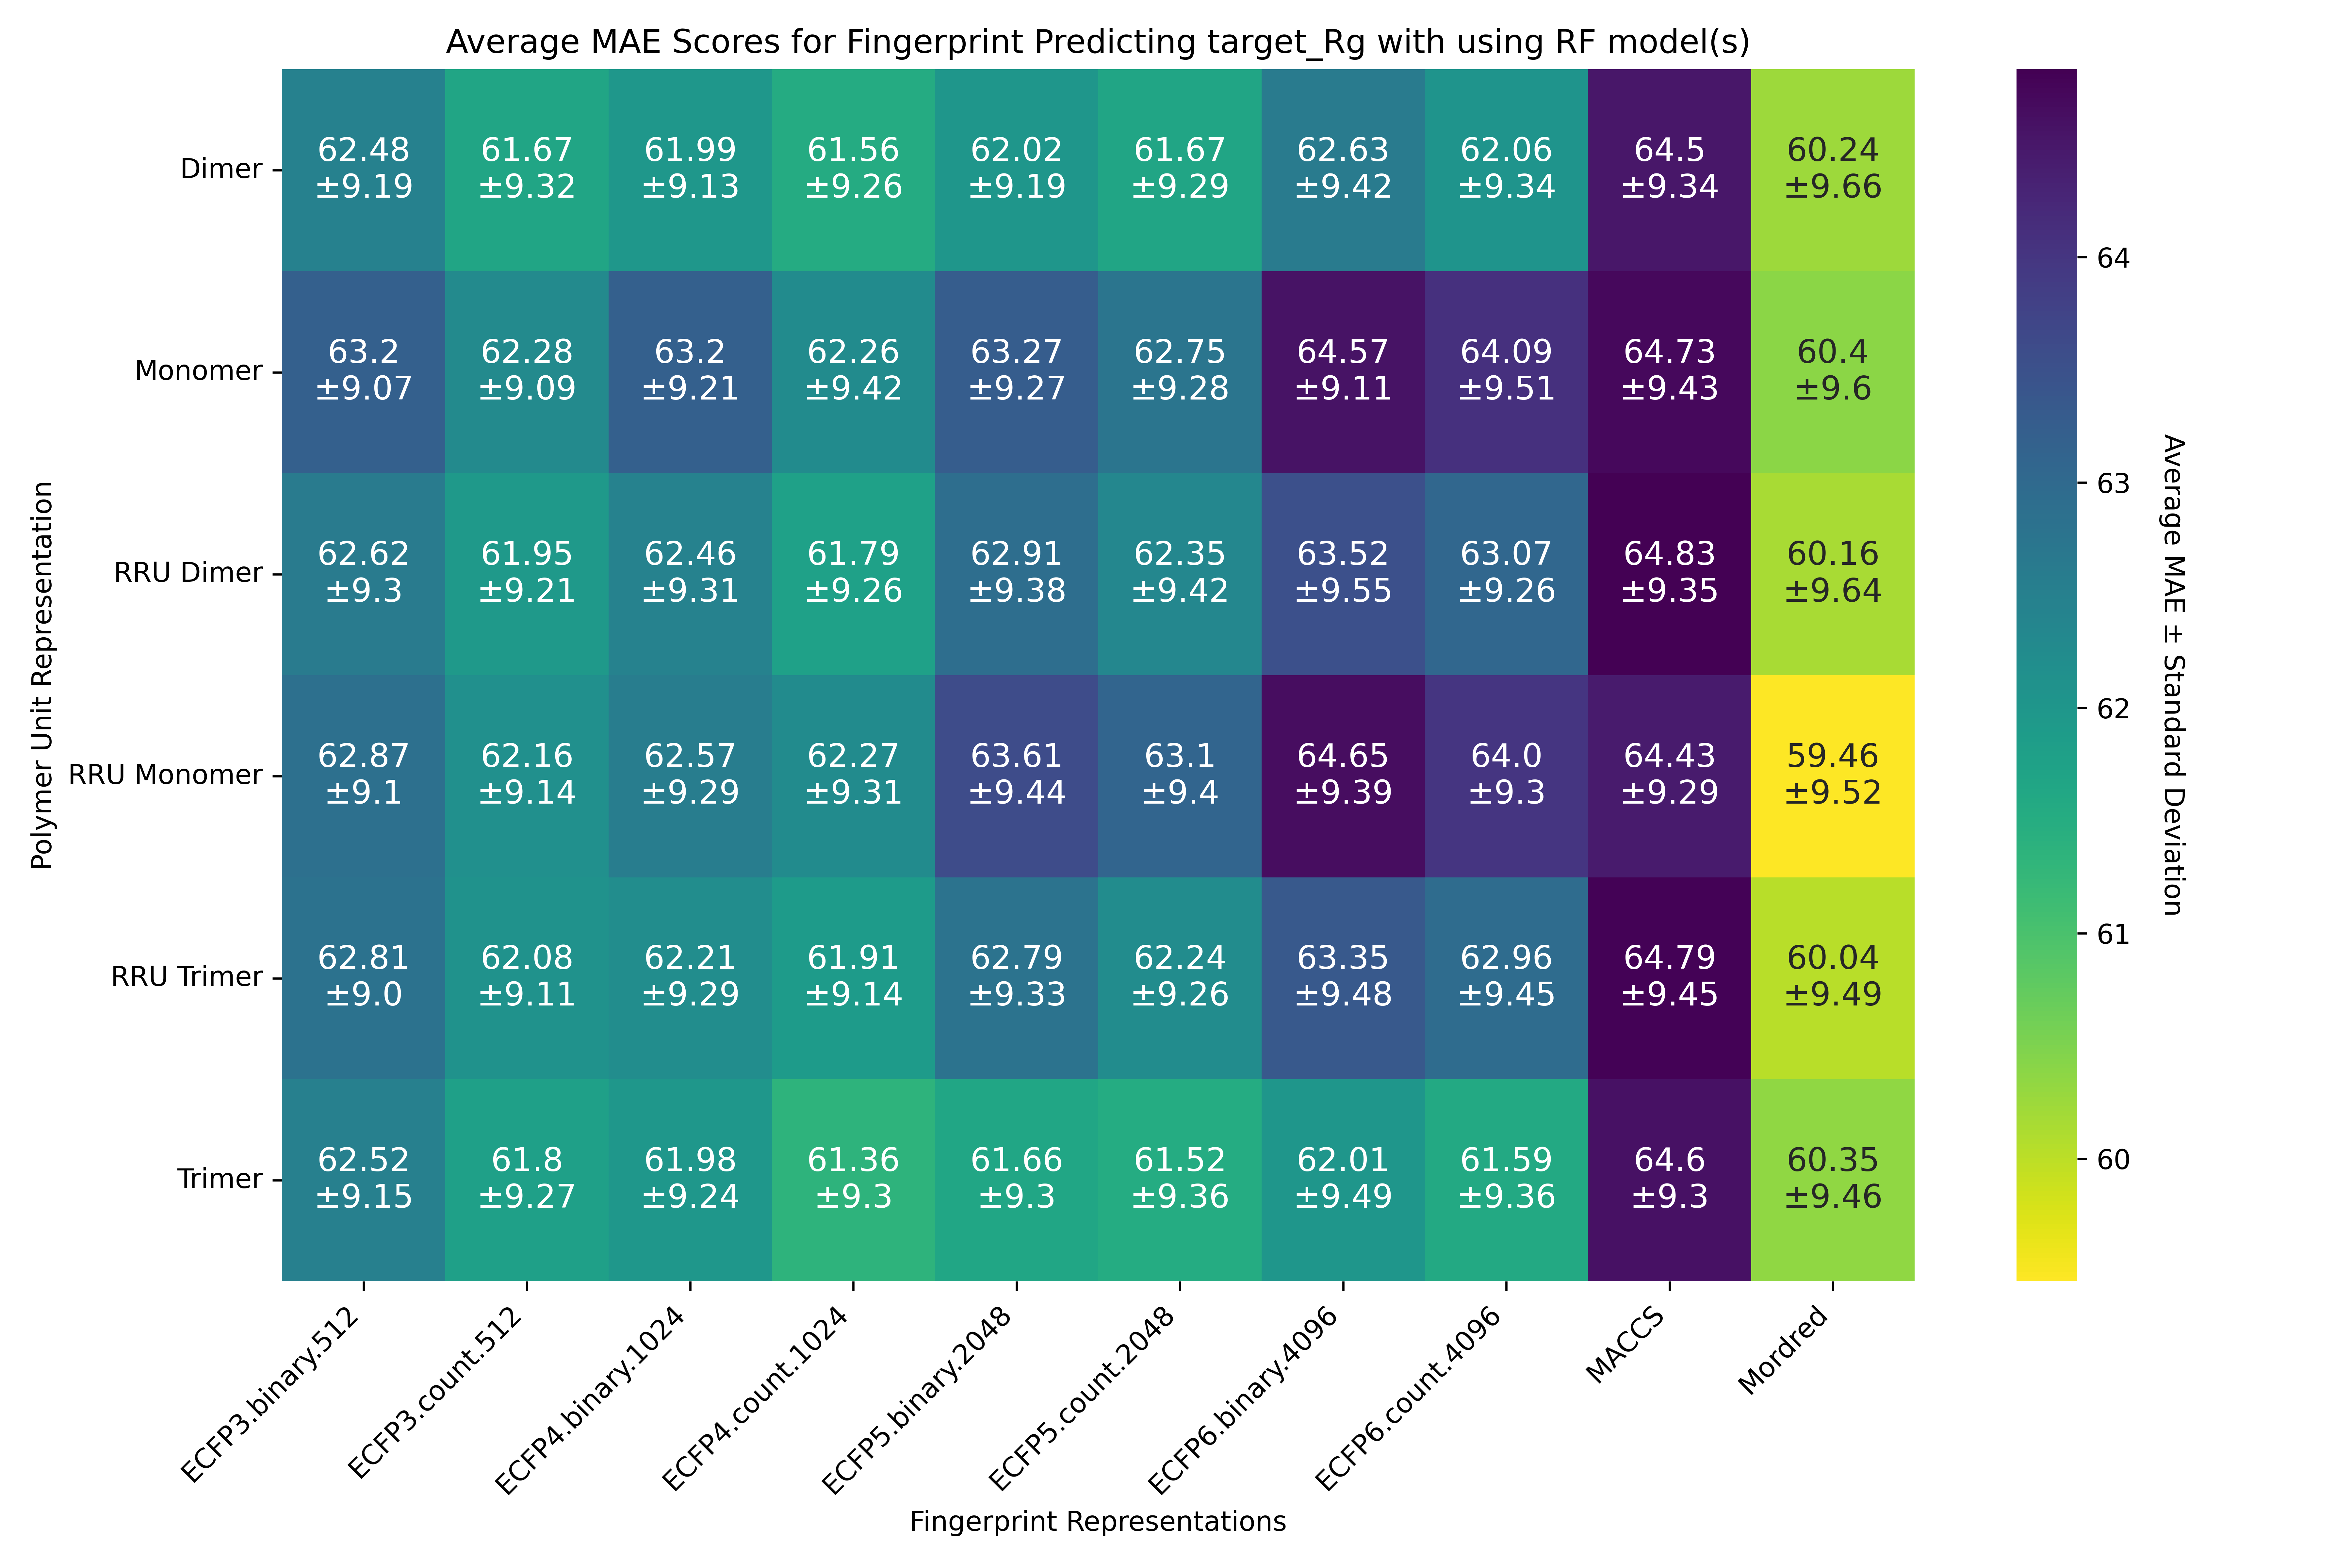 Average MAE Scores for Fingerprint Predicting target_Rg with using RF model(s)
Polymer Unit Representation
Dimer
62.48 61.67 61.99 61.56 62.02 61.67 62.63 62.06 64.5 60.24
±9.19 ±9.32 ±9.13 ±9.26 ±9.19 ±9.29 ±9.42 ±9.34 ±9.34 ±9.66
Monomer
63.2 62.28 63.2 62.26 63.27 62.75 64.57 64.09 64.73 60.4
±9.07 ±9.09 ±9.21 ±9.42 ±9.27 ±9.28 ±9.11 ±9.51 ±9.43 ±9.6
RRU Dimer
62.62 61.95 62.46 61.79 62.91 62.35 63.52 63.07 64.83 60.16
±9.3 ±9.21 ±9.31 ±9.26 ±9.38 ±9.42 ±9.55 ±9.26 ±9.35 ±9.64
RRU Monomer
62.87 62.16 62.57 62.27 63.61 63.1 64.65 64.0 64.43 59.46
±9.1 ±9.14 ±9.29 ±9.31 ±9.44 ±9.4 ±9.39 ±9.3 ±9.29 ±9.52
RRU Trimer
62.81 62.08 62.21 61.91 62.79 62.24 63.35 62.96 64.79 60.04
±9.0 ±9.11 ±9.29 ±9.14 ±9.33 ±9.26 ±9.48 ±9.45 ±9.45 ±9.49
Trimer
62.52 61.8 61.98 61.36 61.66 61.52 62.01 61.59 64.6 60.35
±9.15 ±9.27 ±9.24 ±9.3 ±9.3 ±9.36 ±9.49 ±9.36 ±9.3 ±9.46
ECFP3.binary.512
ECFP3.count.512
ECFP4.binary.1024
ECFP4.count.1024
ECFP5.binary.2048
ECFP5.count.2048
ECFP6.binary.4096
ECFP6.count.4096
MACCS
Mordred
Fingerprint Representations
64
63
62
61
60
Average MAE ± Standard Deviation